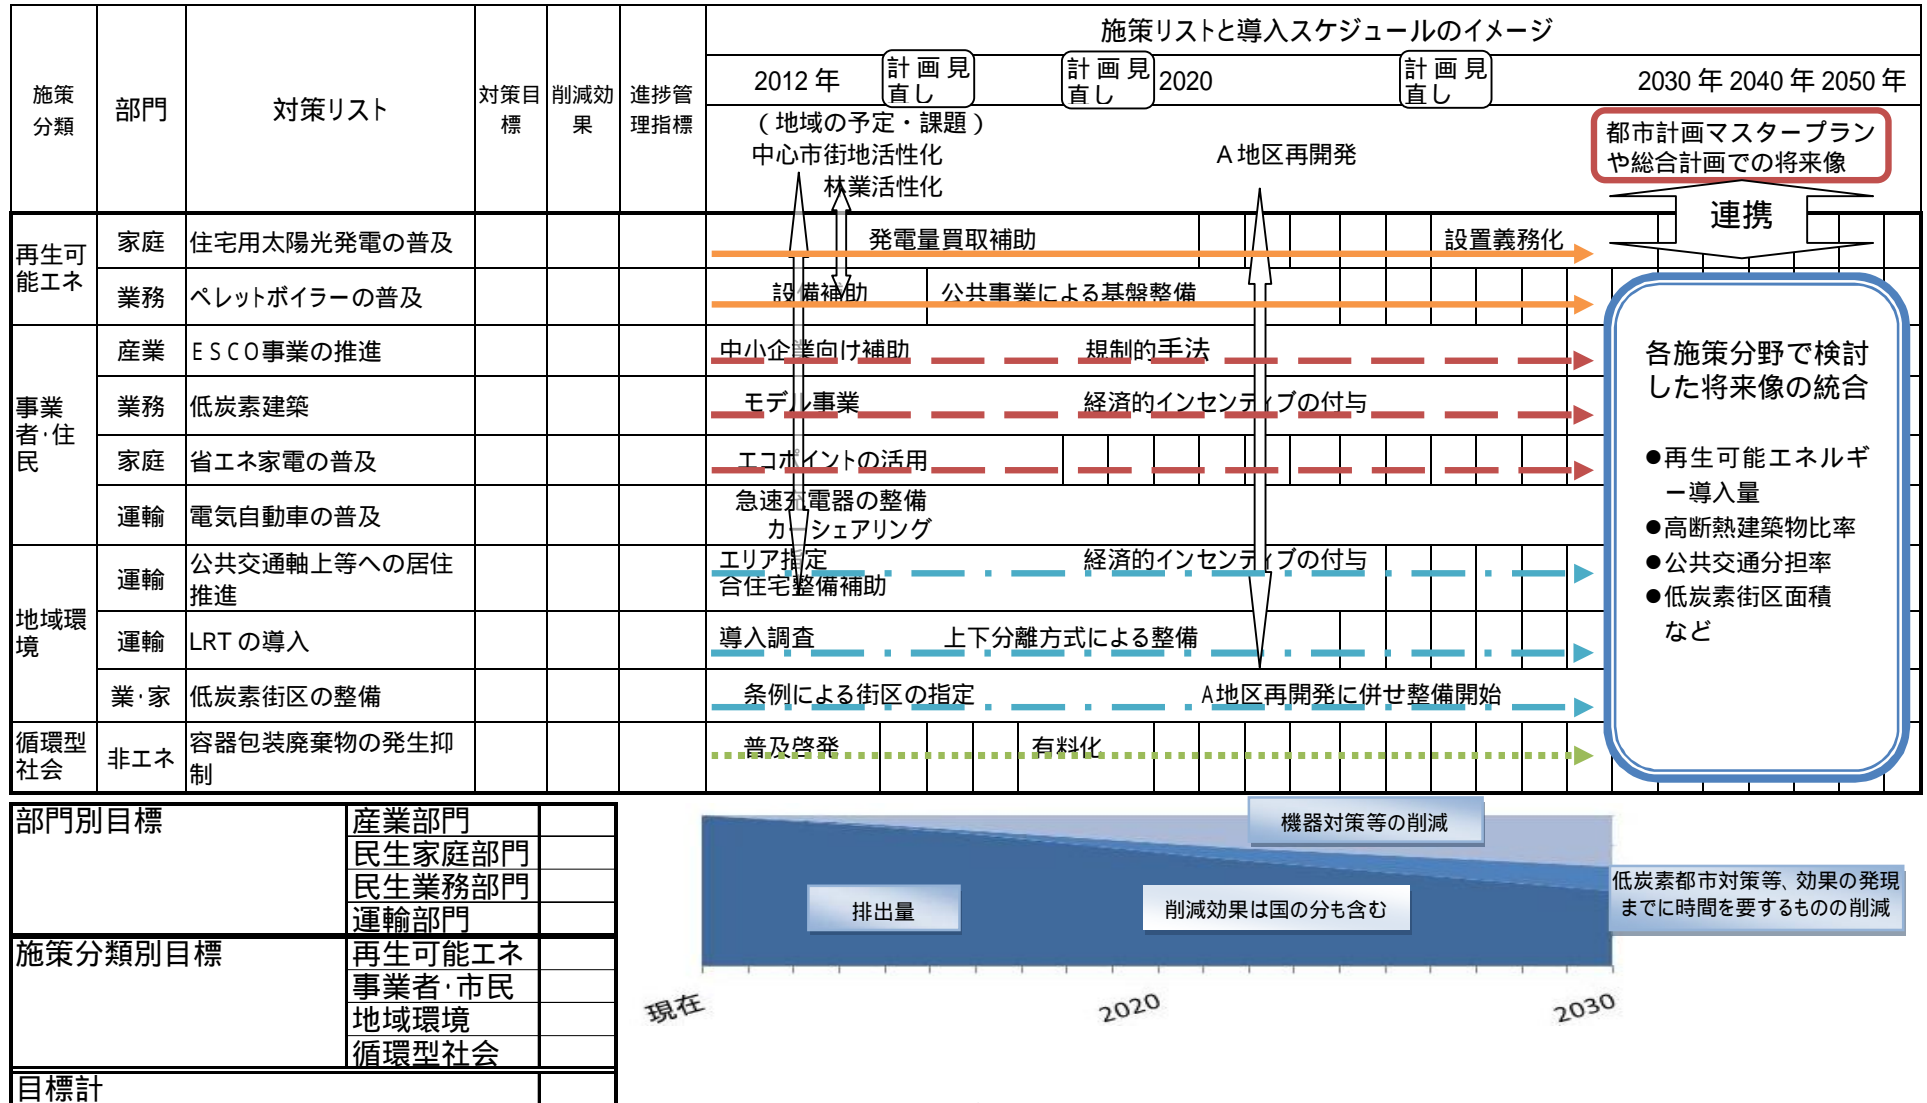 施策リストと導入スケジュールのイメージ
施策
分類
部門
対策リスト
対策目
標
削減効
果
進捗管
理指標
2012 年
計 画 見
直し
計 画 見
直し
2020
計 画 見
直し
2030 年 2040 年 2050 年
（地域の予定・課題）
中心市街地活性化
林業活性化
A 地区再開発
都市計画マスタープラン
や総合計画での将来像
連携
再生可
能エネ
家庭
住宅用太陽光発電の普及
発電量買取補助
設置義務化
業務
ペレットボイラーの普及
設備補助
公共事業による基盤整備
事業
者・住
民
産業
ＥＳＣＯ事業の推進
中小企業向け補助
規制的手法
業務
低炭素建築
モデル事業
経済的インセンティブの付与
家庭
省エネ家電の普及
エコポイントの活用
運輸
電気自動車の普及
急速充電器の整備
カーシェアリング
地域環
境
運輸
公共交通軸上等への居住
推進
エリア指定
合住宅整備補助
経済的インセンティブの付与
運輸
LRT の導入
導入調査
上下分離方式による整備
業・家
低炭素街区の整備
条例による街区の指定
A地区再開発に併せ整備開始
循環型
社会
非エネ
容器包装廃棄物の発生抑
制
普及啓発
有料化
各施策分野で検討
した将来像の統合
●再生可能エネルギ
ー導入量
●高断熱建築物比率
●公共交通分担率
●低炭素街区面積
など
部門別目標
産業部門
民生家庭部門
民生業務部門
運輸部門
施策分類別目標
再生可能エネ
事業者・市民
地域環境
循環型社会
目標計
機器対策等の削減
排出量
削減効果は国の分も含む
低炭素都市対策等、効果の発現
までに時間を要するものの削減
現在
2020
2030